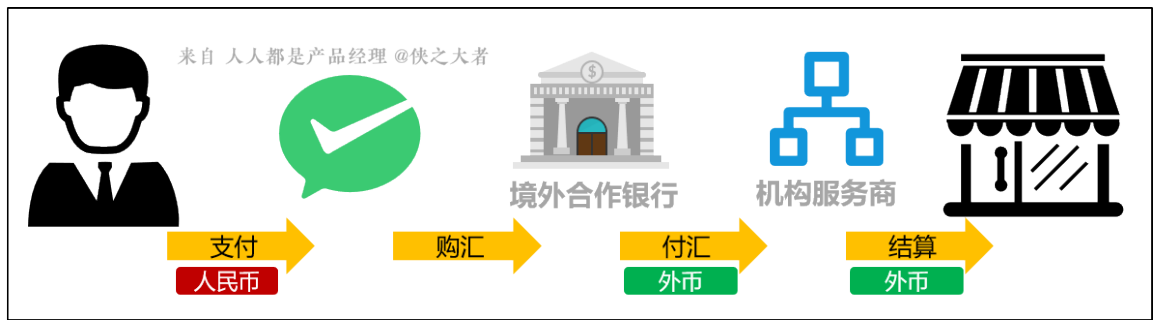 来自 人人都是产品经理 @侠之大者
$
境外合作银行
机构服务商
支付
购汇
付汇
结算
人民币
外币
外币